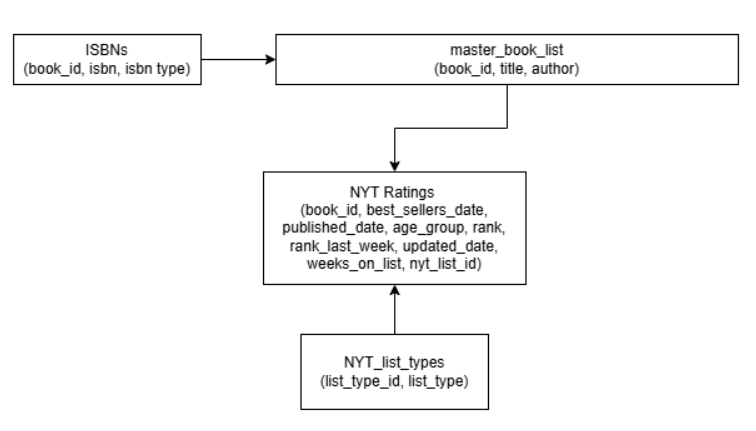 ISBNs
(book_id, isbn, isbn type)
master_book_list
(book_id, title, author)
NYT Ratings
(book_id, best_sellers_date,
published_date, age_group, rank,
rank_last_week, updated_date,
weeks_on_list, nyt_list_id)
NYT_list_types
(list_type_id, list_type)